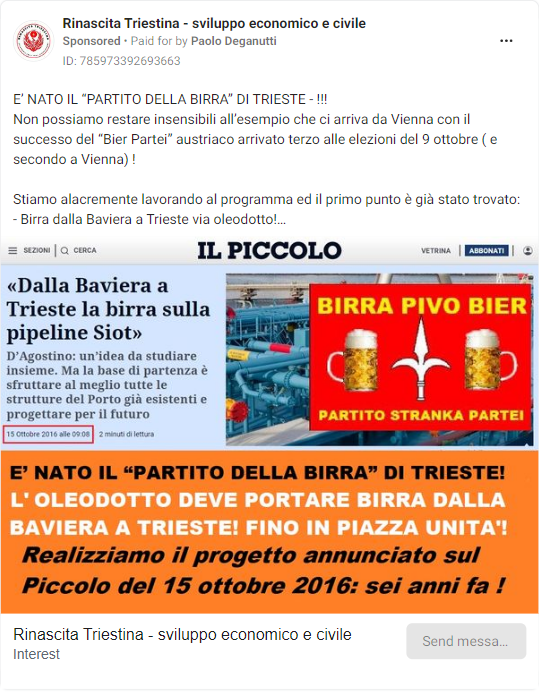 Rinascita Triestina - sviluppo economico e civile
Sponsored • Paid for by Paolo Deganutti
ID: 785973392693663
E' NATO IL “PARTITO DELLA BIRRA” DI TRIESTE - !!!
Non possiamo restare insensibili all’esempio che ci arriva da Vienna con il
successo del “Bier Partei” austriaco arrivato terzo alle elezioni del 9 ottobre ( e
secondo a Vienna) !
Stiamo alacremente lavorando al programma ed il primo punto è già stato trovato:
- Birra dalla Baviera a Trieste via oleodotto!...
SEZIONI
CERCA
IL PICCOLO
VETRINA
ABBONATI
«Dalla Baviera a
Trieste la birra sulla
pipeline Siot»
D’Agostino: un’idea da studiare
insieme. Ma la base di partenza è
sfruttare al meglio tutte le
strutture del Porto già esistenti e
progettare per il futuro
15 Ottobre 2016 alle 09:08
2 minuti di lettura
BIRRA PIVO BIER
PARTITO STRANKA PARTEI
E’ NATO IL “PARTITO DELLA BIRRA” DI TRIESTE!
L' OLEODOTTO DEVE PORTARE BIRRA DALLA
BAVIERA A TRIESTE! FINO IN PIAZZA UNITA'!
Realizziamo il progetto annunciato sul
Piccolo del 15 ottobre 2016: sei anni fa !
Rinascita Triestina - sviluppo economico e civile
Interest
Send messa...